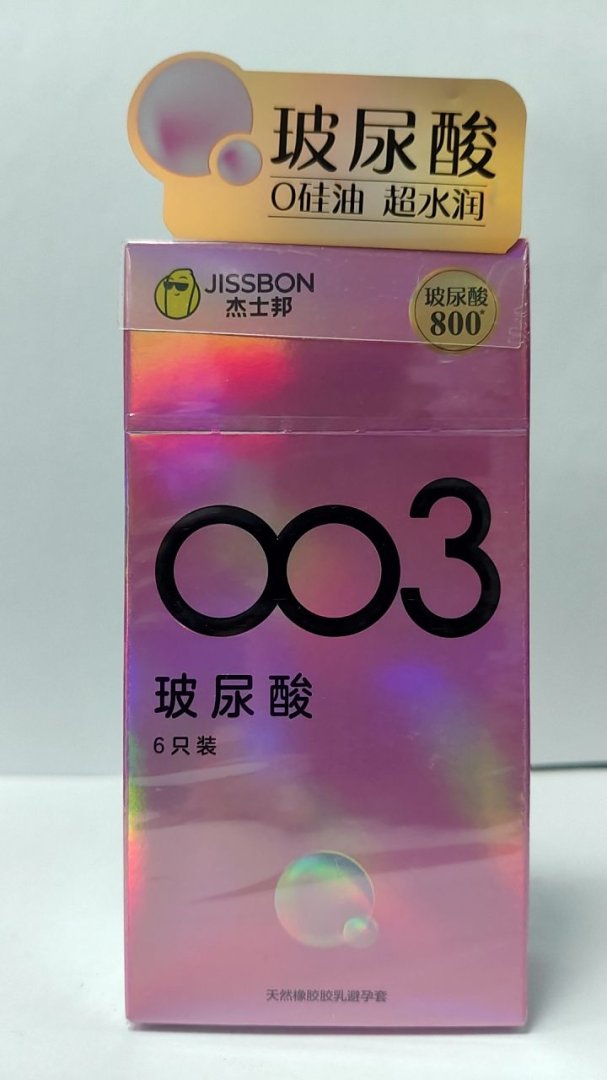 玻尿酸
0硅油 超水润
JISSBON
杰士邦
玻尿酸
800*
003
玻尿酸
6只装
天然橡胶胶乳避孕套